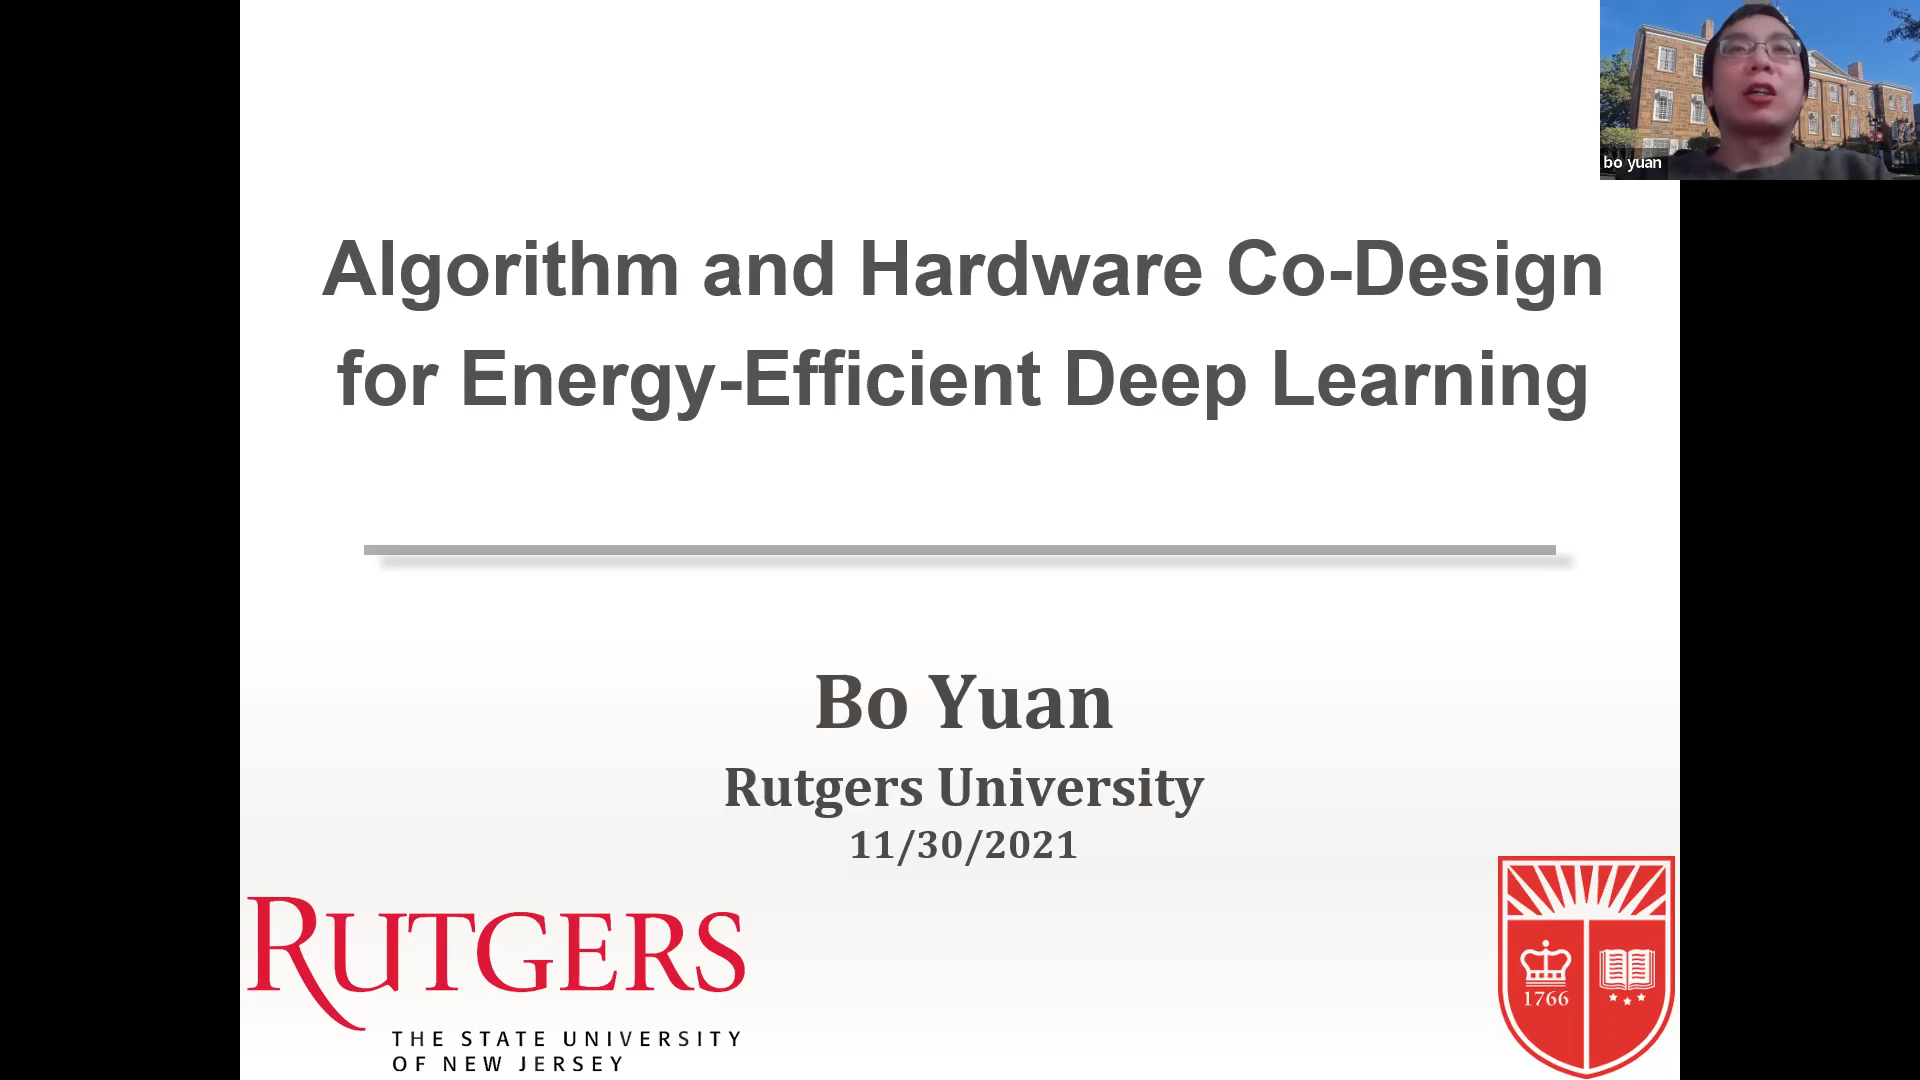 bo yuan
Algorithm and Hardware Co-Design
for Energy-Efficient Deep Learning
Bo Yuan
Rutgers University
11/30/2021
RUTGERS
THE STATE UNIVERSITY
OF NEW JERSEY
1766